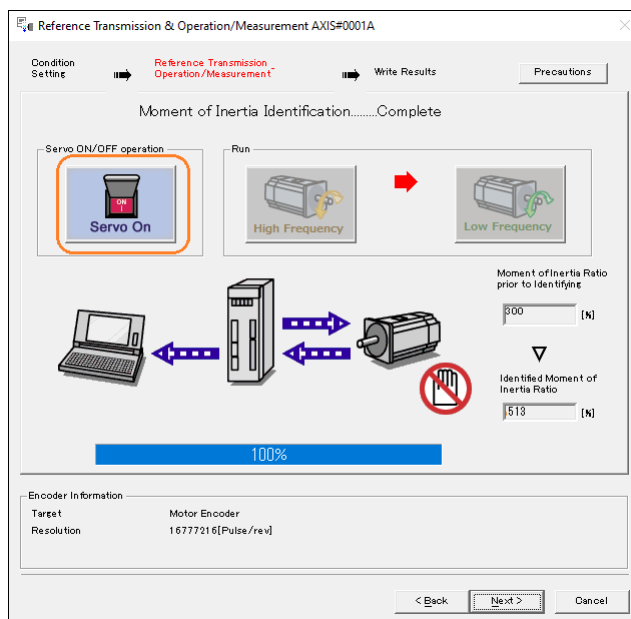 Reference Transmission & Operation/Measurement AXIS#0001A
Condition
Setting
Reference Transmission
Operation/Measurement
Write Results
Precautions
Moment of Inertia Identification........Complete
Servo ON/OFF operation
ON
Servo On
Run
High Frequency
Low Frequency
Moment of Inertia Ratio
prior to Identifying
300 [%]
Identified Moment of
Inertia Ratio
513 [%]
100%
Encoder Information
Target Motor Encoder
Resolution 16777216[Pulse/rev]
< Back
Next >
Cancel